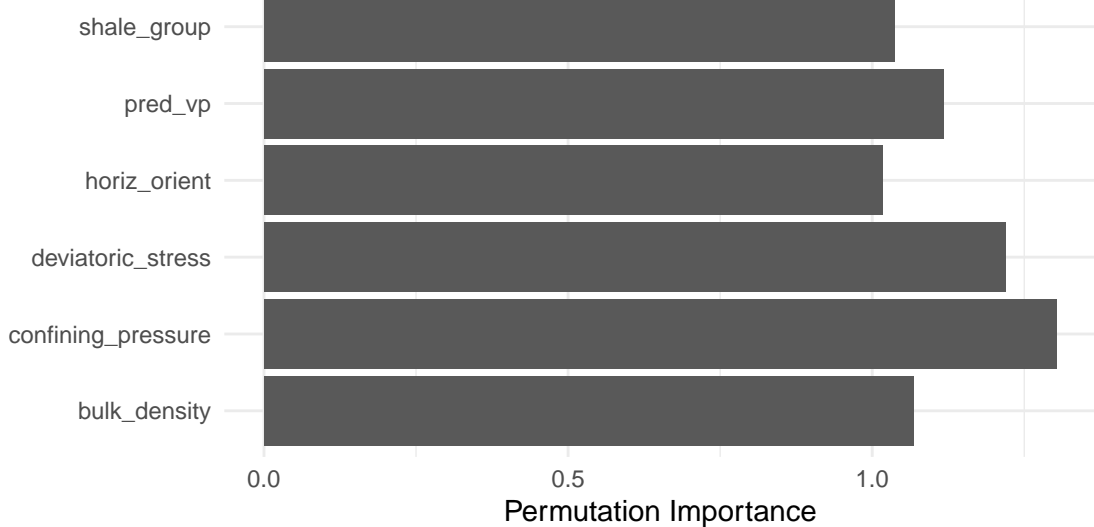 shale_group
pred_vp
horiz_orient
deviatoric_stress
confining_pressure
bulk_density
0.0 0.5 1.0
Permutation Importance